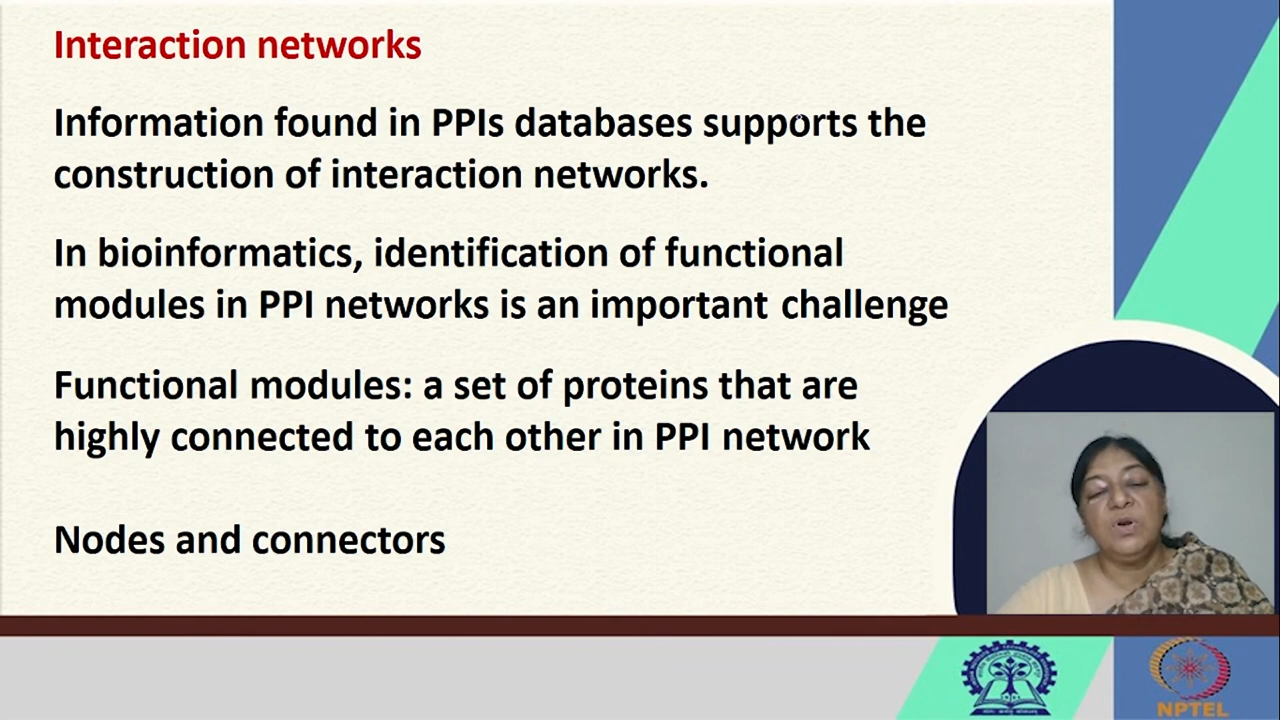 Interaction networks
Information found in PPIs databases supports the
construction of interaction networks.
In bioinformatics, identification of functional
modules in PPI networks is an important challenge
Functional modules: a set of proteins that are
highly connected to each other in PPI network
Nodes and connectors
NPTEL